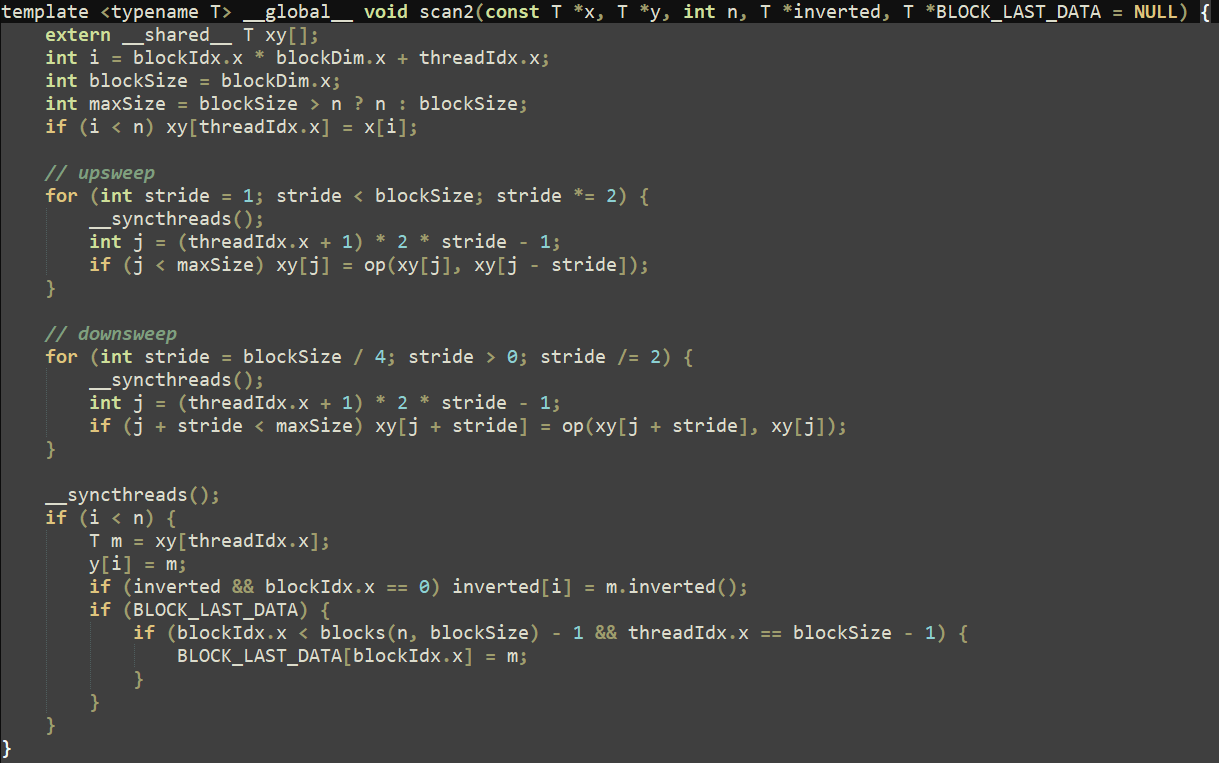 template <typename T> __global__ void scan2(const T *x, T *y, int n, T *inverted, T *BLOCK_LAST_DATA = NULL) {
    extern __shared__ T xy[];
    int i = blockIdx.x * blockDim.x + threadIdx.x;
    int blockSize = blockDim.x;
    int maxSize = blockSize > n ? n : blockSize;
    if (i < n) xy[threadIdx.x] = x[i];

    // upsweep
    for (int stride = 1; stride < blockSize; stride *= 2) {
        __syncthreads();
        int j = (threadIdx.x + 1) * 2 * stride - 1;
        if (j < maxSize) xy[j] = op(xy[j], xy[j - stride]);
    }

    // downsweep
    for (int stride = blockSize / 4; stride > 0; stride /= 2) {
        __syncthreads();
        int j = (threadIdx.x + 1) * 2 * stride - 1;
        if (j + stride < maxSize) xy[j + stride] = op(xy[j + stride], xy[j]);
    }

    __syncthreads();
    if (i < n) {
        T m = xy[threadIdx.x];
        y[i] = m;
        if (inverted && blockIdx.x == 0) inverted[i] = m.inverted();
        if (BLOCK_LAST_DATA) {
            if (blockIdx.x < blocks(n, blockSize) - 1 && threadIdx.x == blockSize - 1) {
                BLOCK_LAST_DATA[blockIdx.x] = m;
            }
        }
    }
}